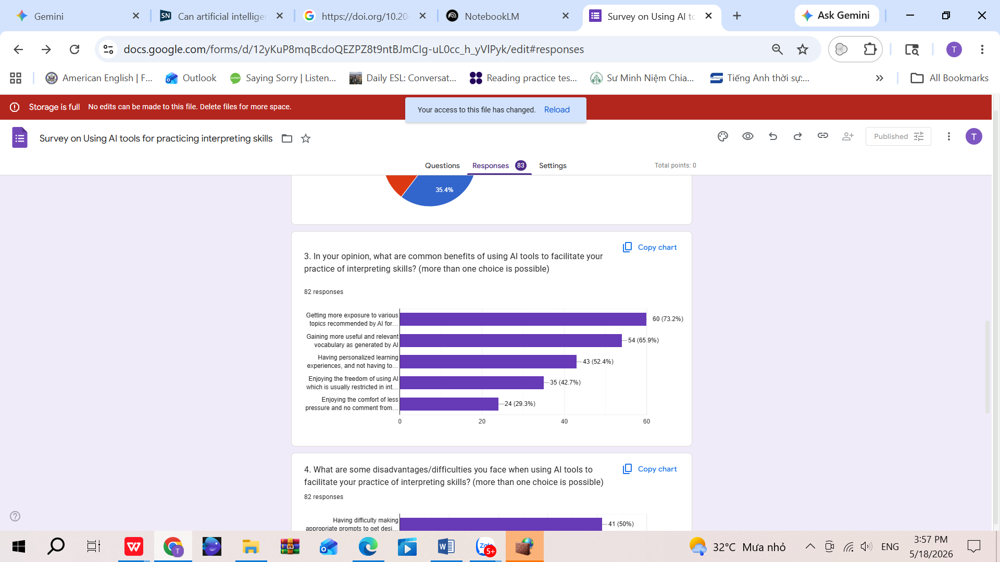 Gemini
SN Can artificial intellige
https://doi.org/10.20
NotebookLM
Survey on Using AI to
Ask Gemini
docs.google.com/forms/d/12yKuP8mqBcdoQEZPZ8t9ntBJmCIg-uL0cc_h_yVlPyk/edit#responses
T
American English | F...
Outlook
Saying Sorry | Listen...
Daily ESL: Conversat...
Reading practice tes...
Sư Minh Niệm Chia...
Tiếng Anh thời sự:...
All Bookmarks
Storage is full No edits can be made to this file. Delete files for more space.
Your access to this file has changed. Reload
Survey on Using AI tools for practicing interpreting skills
Published
T
Questions
Responses 83
Settings
Total points: 0
35.4%
Copy chart
3. In your opinion, what are common benefits of using AI tools to facilitate your
practice of interpreting skills? (more than one choice is possible)
82 responses
Getting more exposure to various
topics recommended by AI for...
60 (73.2%)
Gaining more useful and relevant
vocabulary as generated by AI
54 (65.9%)
Having personalized learning
experiences, and not having to...
43 (52.4%)
Enjoying the freedom of using AI
which is usually restricted in int...
35 (42.7%)
Enjoying the comfort of less
pressure and no comment from...
24 (29.3%)
0 20 40 60
Copy chart
4. What are some disadvantages/difficulties you face when using AI tools to
facilitate your practice of interpreting skills? (more than one choice is possible)
82 responses
Having difficulty making
appropriate prompts to get desi...
41 (50%)
T
Zalo
5+
32°C Mưa nhỏ
ENG
3:57 PM
5/18/2026